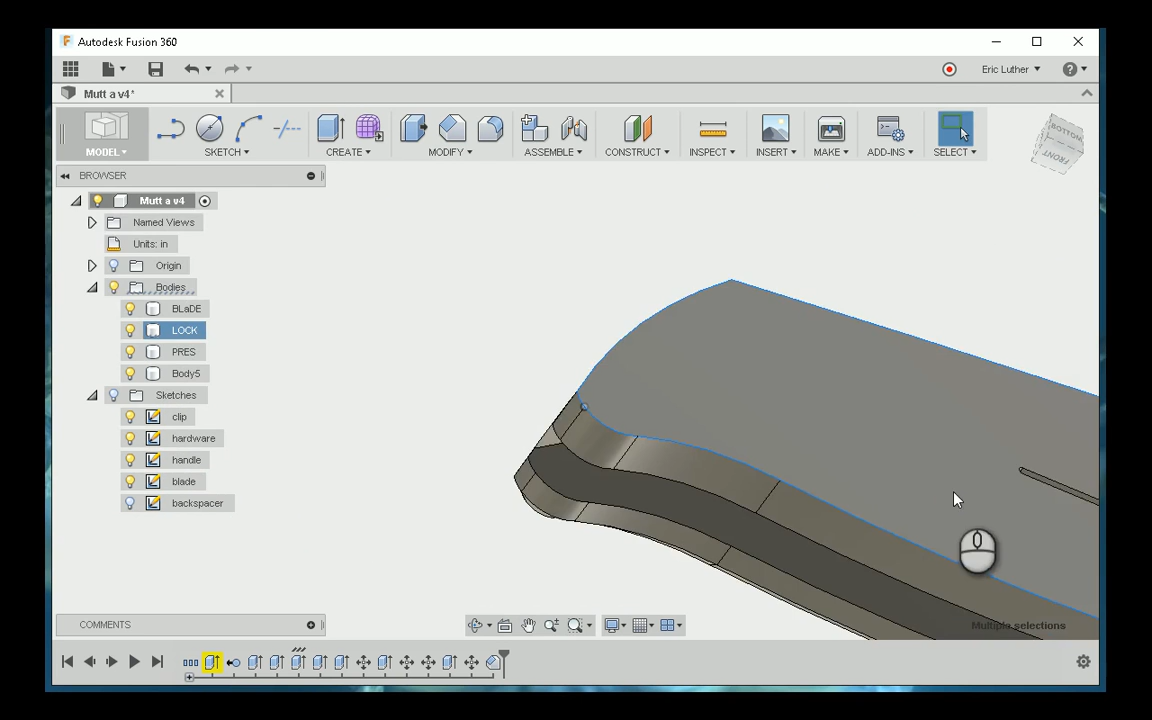 Autodesk Fusion 360
Eric Luther
Mutt a v4*
MODEL
SKETCH
CREATE
MODIFY
ASSEMBLE
CONSTRUCT
INSPECT
INSERT
MAKE
ADD-INS
SELECT
BOTTOM
FRONT
BROWSER
Mutt a v4
Named Views
Units: in
Origin
Bodies
BLaDE
LOCK
PRES
Body5
Sketches
clip
hardware
handle
blade
backspacer
Multiple selections
COMMENTS